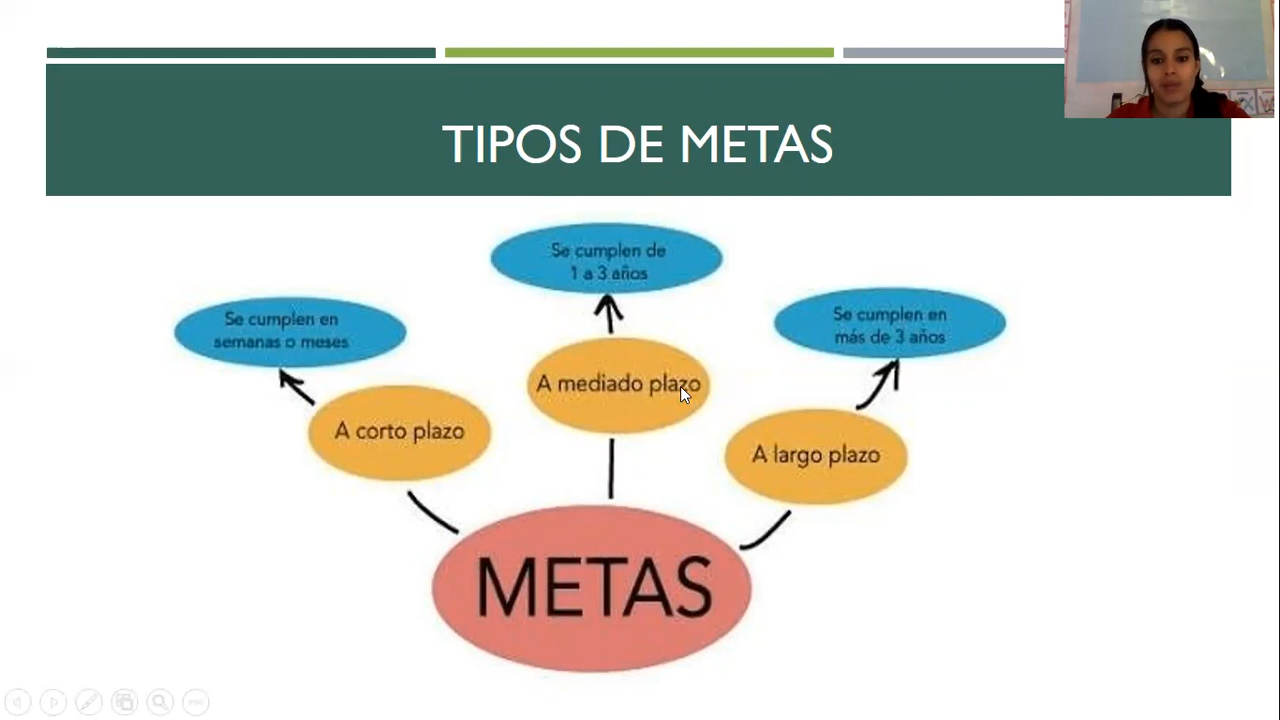 TIPOS DE METAS
Se cumplen de
1 a 3 años
Se cumplen en
semanas o meses
Se cumplen en
más de 3 años
A mediado plazo
A corto plazo
A largo plazo
METAS